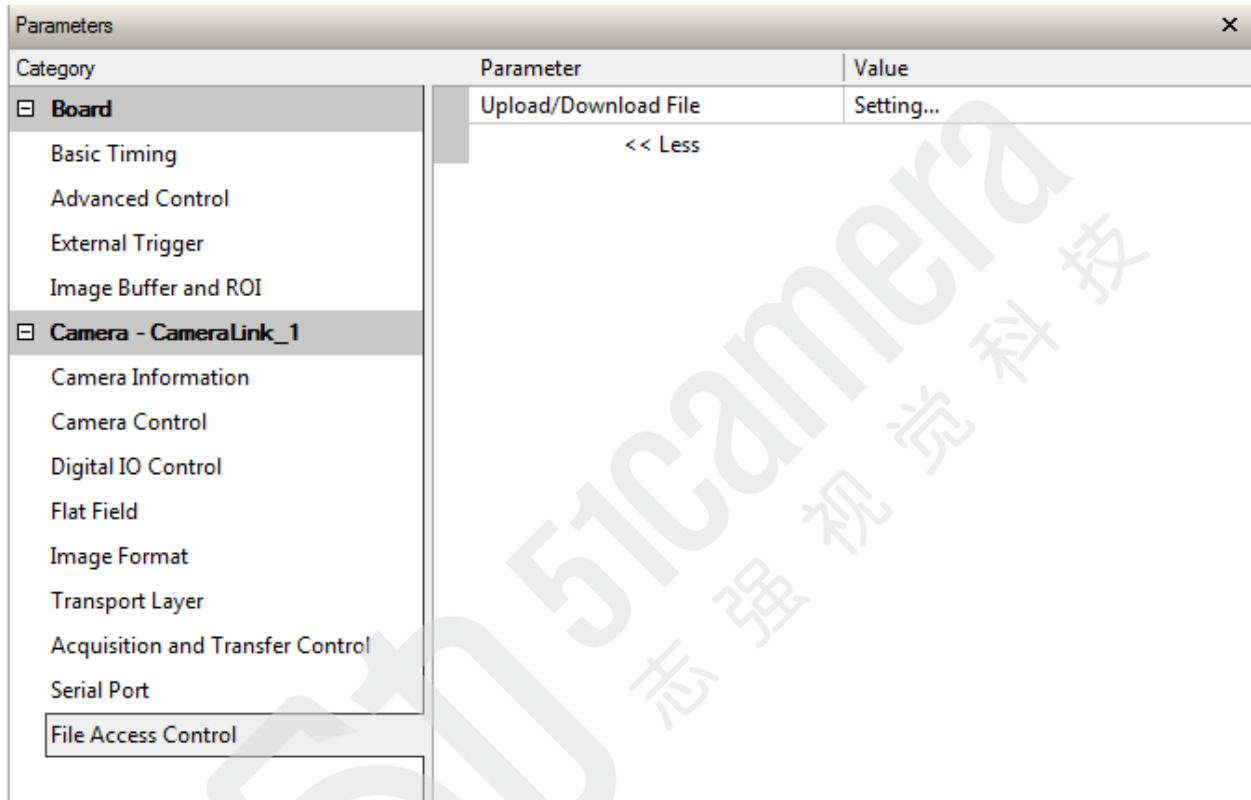 Parameters
Category Parameter Value
Board Upload/Download File Setting...
Basic Timing << Less
Advanced Control
External Trigger
Image Buffer and ROI
Camera - CameraLink_1
Camera Information
Camera Control
Digital IO Control
Flat Field
Image Format
Transport Layer
Acquisition and Transfer Control
Serial Port
File Access Control
51camera
志强视觉科技